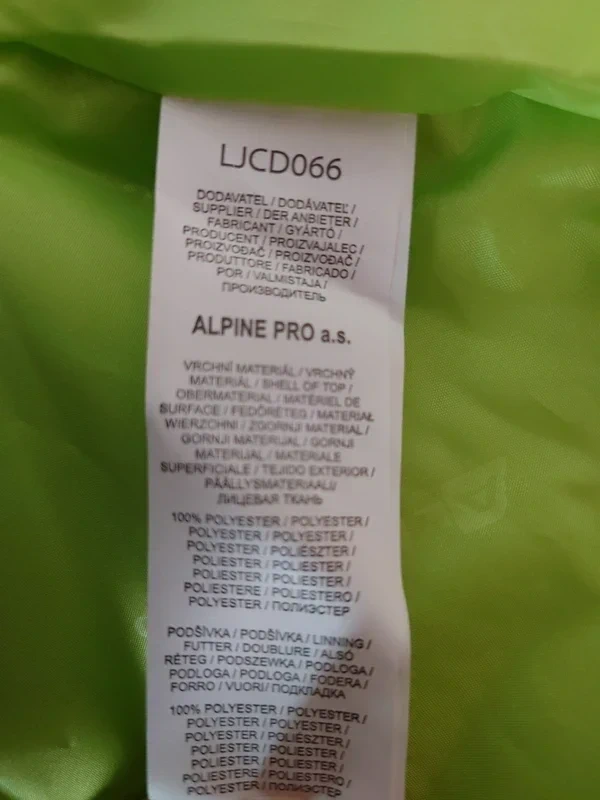 LJCD066
DODAVATEL / DODÁVATEĽ /
SUPPLIER / DER ANBIETER /
FABRICANT / GYÁRTÓ /
PRODUCENT / PROIZVAJALEC /
PROIZVOĐAČ / PROIZVOĐAČ /
PRODUTTORE / FABRICADO /
POR / VALMISTAJA /
ПРОИЗВОДИТЕЛЬ
ALPINE PRO a.s.
VRCHNÍ MATERIÁL / VRCHNÝ
MATERIÁL / SHELL OF TOP /
OBERMATERIAL / MATÉRIEL DE
SURFACE / FEDŐRÉTEG / MATERIAŁ
WIERZCHNI / ZGORNJI MATERIAL /
GORNJI MATERIJAL / GORNJI
MATERIJAL / MATERIALE
SUPERFICIALE / TEJIDO EXTERIOR /
PÄÄLLYSMATERIAALI/
ЛИЦЕВАЯ ТКАНЬ
100% POLYESTER / POLYESTER /
POLYESTER / POLYESTER /
POLYESTER / POLIÉSZTER /
POLIESTER / POLIESTER /
POLIESTER / POLIESTER /
POLIESTERE / POLIESTERO /
POLYESTER / ПОЛИЭСТЕР
PODŠÍVKA / PODŠÍVKA / LINNING /
FUTTER / DOUBLURE / ALSÓ
RÉTEG / PODSZEWKA / PODLOGA /
PODLOGA / PODLOGA / FODERA /
FORRO / VUORI / ПОДКЛАДКА
100% POLYESTER / POLYESTER /
POLYESTER / POLYESTER /
POLYESTER / POLIÉSZTER /
POLIESTER / POLIESTER /
POLIESTER / POLIESTER /
POLIESTERE / POLIESTERO /
POLYESTER / ПОЛИЭСТЕР